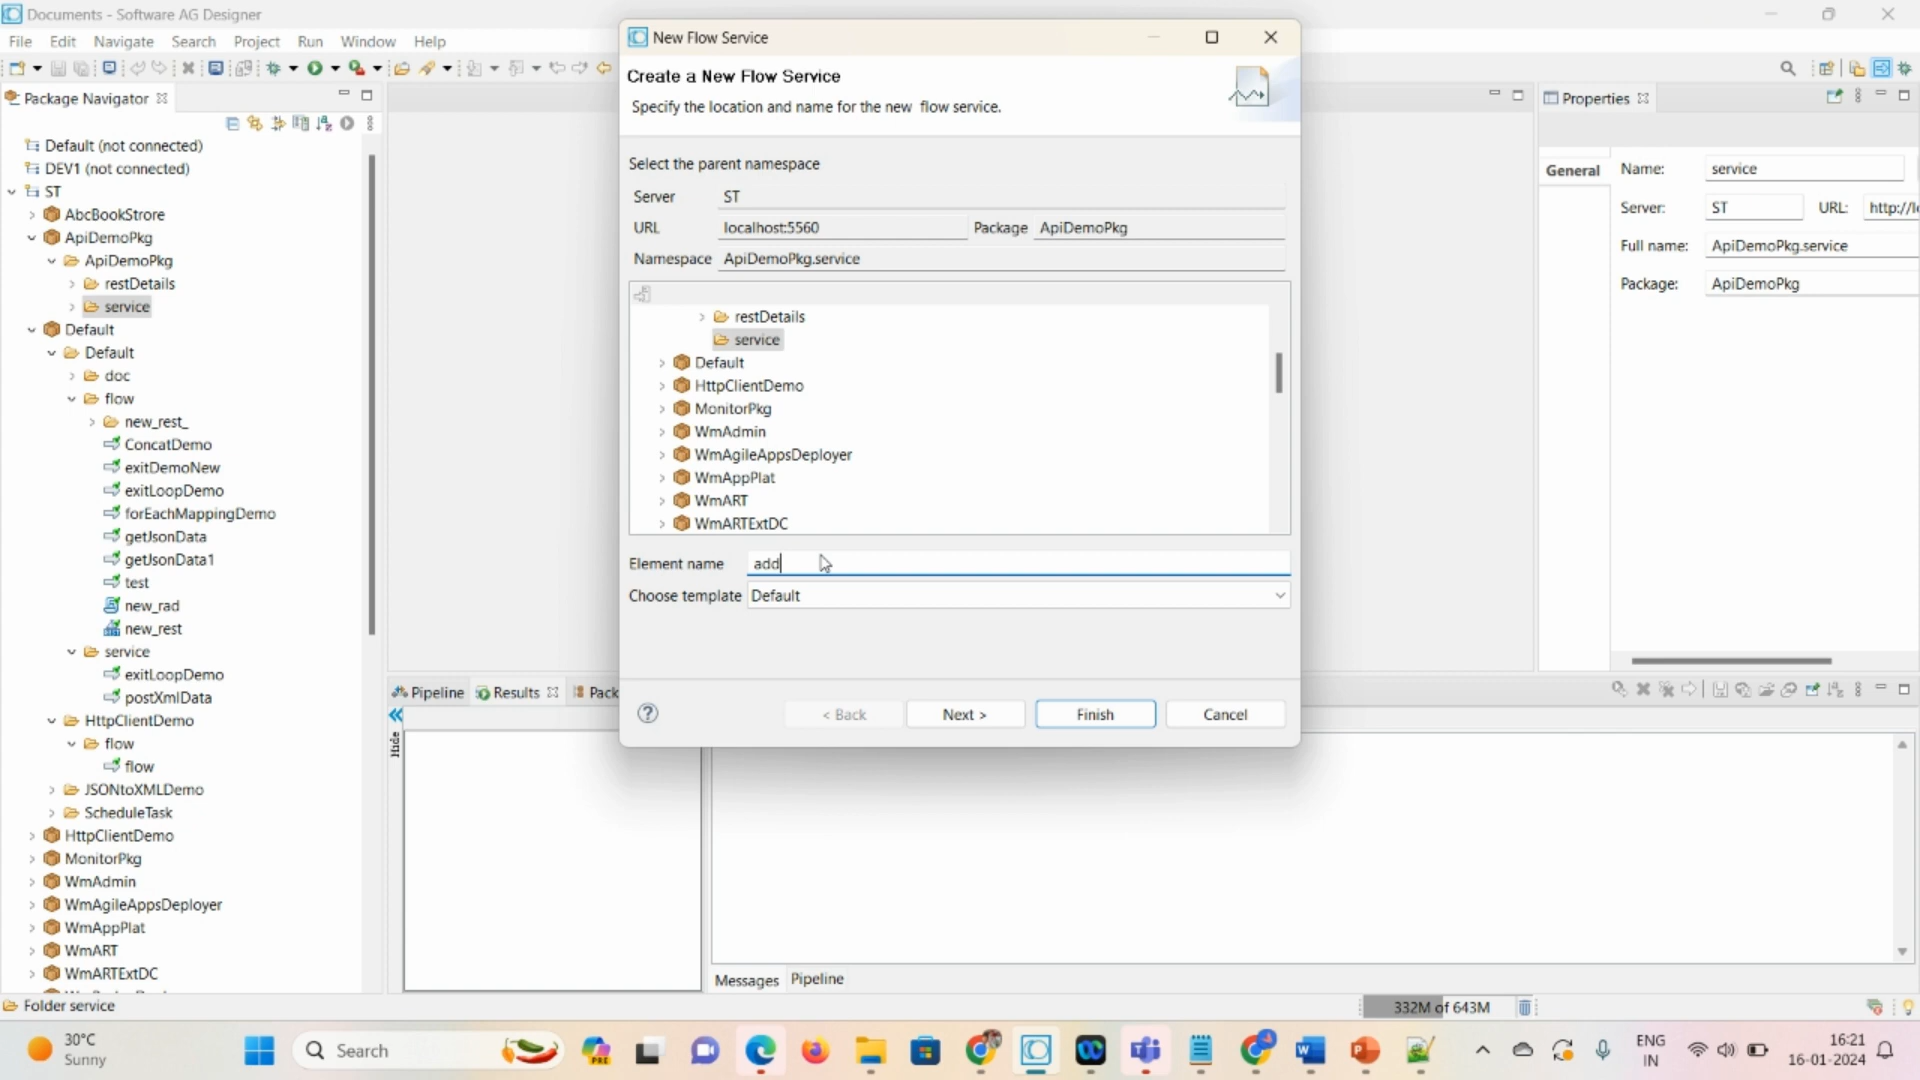 Documents - Software AG Designer
File Edit Navigate Search Project Run Window Help
Package Navigator
Default (not connected)
DEV1 (not connected)
ST
AbcBookStrore
ApiDemoPkg
ApiDemoPkg
restDetails
service
Default
Default
doc
flow
new_rest_
ConcatDemo
exitDemoNew
exitLoopDemo
forEachMappingDemo
getJsonData
getJsonData1
test
new_rad
new_rest
service
exitLoopDemo
postXmlData
HttpClientDemo
flow
flow
JSONtoXMLDemo
ScheduleTask
HttpClientDemo
MonitorPkg
WmAdmin
WmAgileAppsDeployer
WmAppPlat
WmART
WmARTExtDC
Folder service
New Flow Service
Create a New Flow Service
Specify the location and name for the new flow service.
Select the parent namespace
Server ST
URL localhost:5560 Package ApiDemoPkg
Namespace ApiDemoPkg.service
restDetails
service
Default
HttpClientDemo
MonitorPkg
WmAdmin
WmAgileAppsDeployer
WmAppPlat
WmART
WmARTExtDC
Element name add
Choose template Default
< Back Next > Finish Cancel
Properties
General
Name: service
Server: ST URL: http://l
Full name: ApiDemoPkg.service
Package: ApiDemoPkg
Pipeline Results Pack
Hide
Messages Pipeline
332M of 643M
30°C
Sunny
Search
PRE
ENG
IN
16:21
16-01-2024